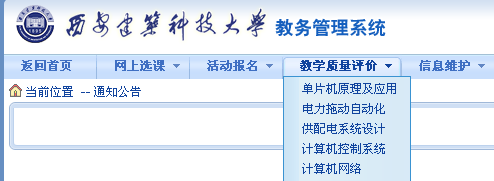 西安建筑科技大学 教务管理系统
返回首页 网上选课 活动报名 教学质量评价 信息维护
当前位置 -- 通知公告
单片机原理及应用
电力拖动自动化
供配电系统设计
计算机控制系统
计算机网络